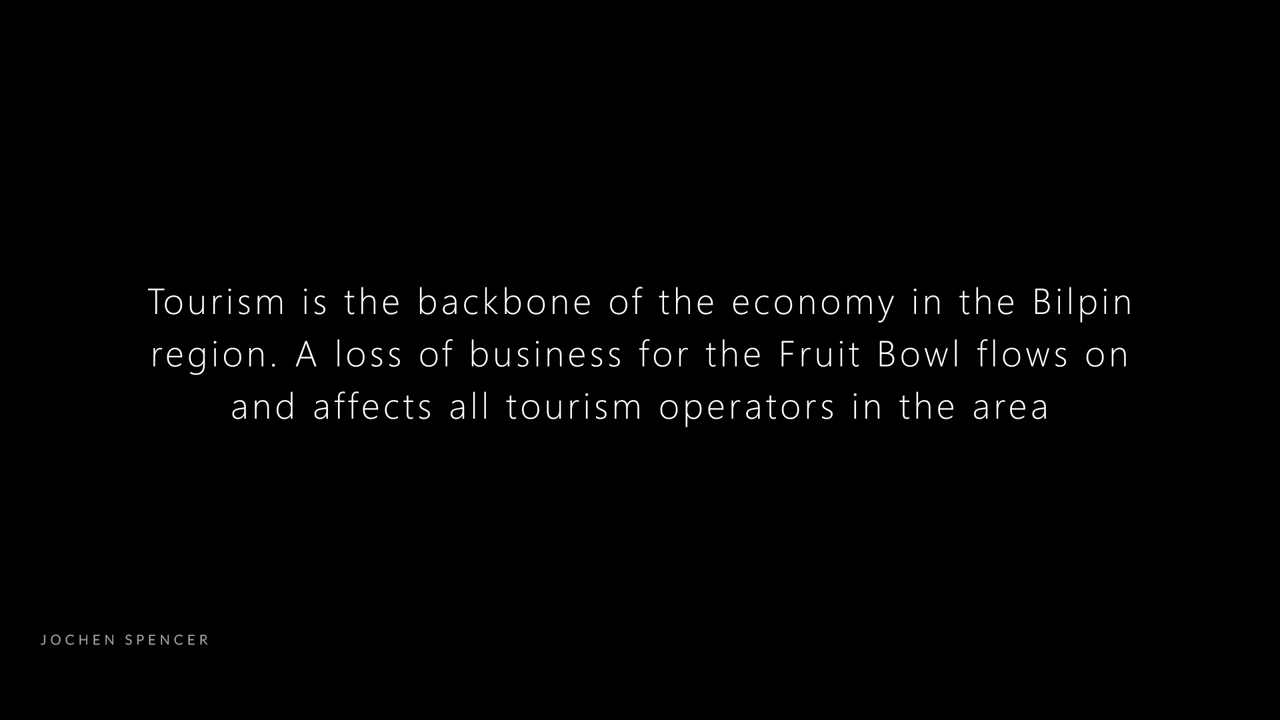 Tourism is the backbone of the economy in the Bilpin
region. A loss of business for the Fruit Bowl flows on
and affects all tourism operators in the area
JOCHEN SPENCER